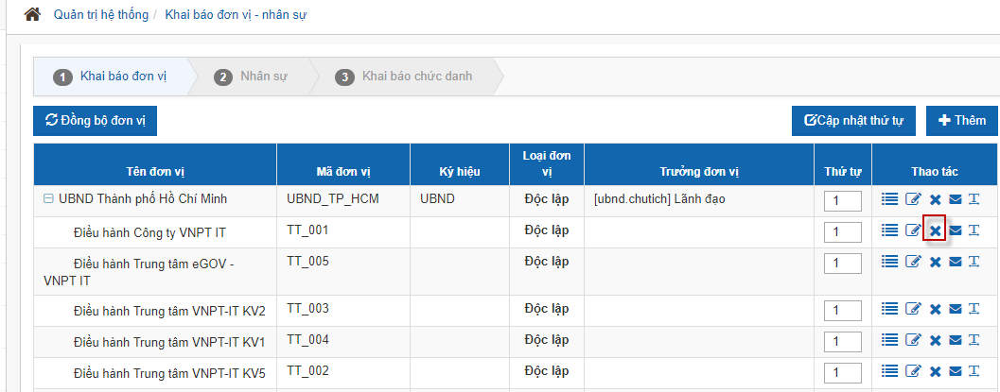 Quản trị hệ thống / Khai báo đơn vị - nhân sự
1 Khai báo đơn vị 2 Nhân sự 3 Khai báo chức danh
Đồng bộ đơn vị Cập nhật thứ tự Thêm
Tên đơn vị Mã đơn vị Ký hiệu Loại đơn vị Trưởng đơn vị Thứ tự Thao tác
UBND Thành phố Hồ Chí Minh UBND_TP_HCM UBND Độc lập [ubnd.chutich] Lãnh đạo 1
Điều hành Công ty VNPT IT TT_001 Độc lập 1
Điều hành Trung tâm eGOV - TT_005 Độc lập 1
VNPT IT
Điều hành Trung tâm VNPT-IT KV2 TT_003 Độc lập 1
Điều hành Trung tâm VNPT-IT KV1 TT_004 Độc lập 1
Điều hành Trung tâm VNPT-IT KV5 TT_002 Độc lập 1